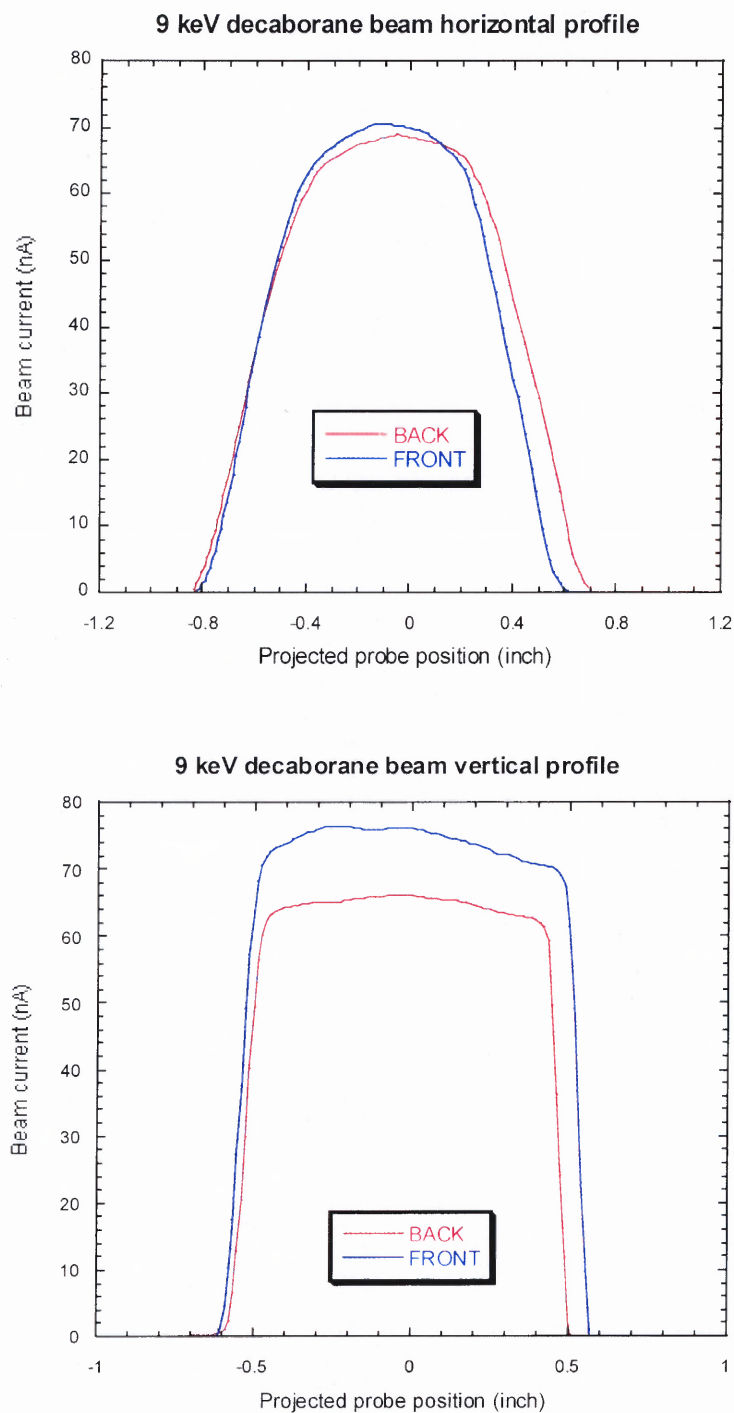 9 keV decaborane beam horizontal profile
80
70
60
50
40
30
20
10
0
Beam current (nA)
BACK
FRONT
-1.2 -0.8 -0.4 0 0.4 0.8 1.2
Projected probe position (inch)
9 keV decaborane beam vertical profile
80
70
60
50
40
30
20
10
0
Beam current (nA)
BACK
FRONT
-1 -0.5 0 0.5 1
Projected probe position (inch)